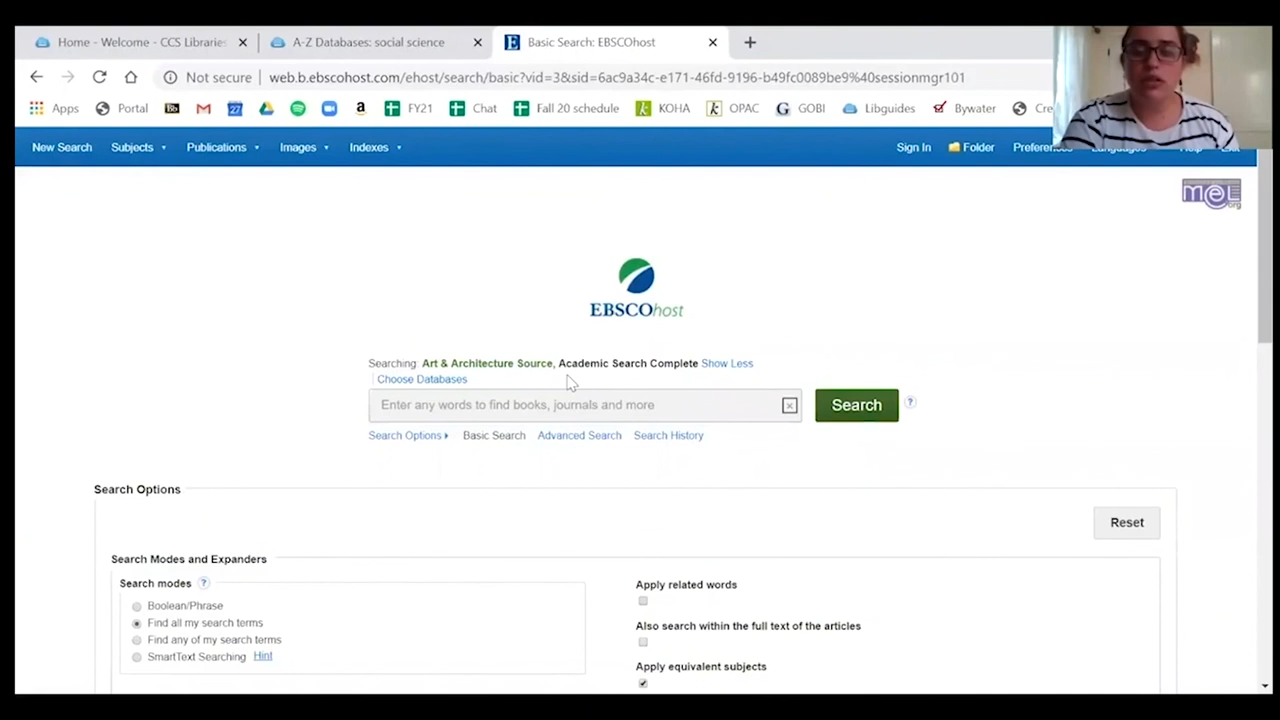 Home - Welcome - CCS Libraries
A-Z Databases: social science
Basic Search: EBSCOhost
Not secure
web.b.ebscohost.com/ehost/search/basic?vid=3&sid=6ac9a34c-e171-46fd-9196-b49fc0089be9%40sessionmgr101
Apps Portal FY21 Chat Fall 20 schedule KOHA OPAC GOBI Libguides Bywater
New Search Subjects Publications Images Indexes Sign In Folder Preferences Languages Help
mel
.org
EBSCOhost
Searching: Art & Architecture Source, Academic Search Complete Show Less
Choose Databases
Enter any words to find books, journals and more
Search
Search Options Basic Search Advanced Search Search History
Search Options
Reset
Search Modes and Expanders
Search modes ?
Boolean/Phrase
Find all my search terms
Find any of my search terms
SmartText Searching Hint
Apply related words
Also search within the full text of the articles
Apply equivalent subjects